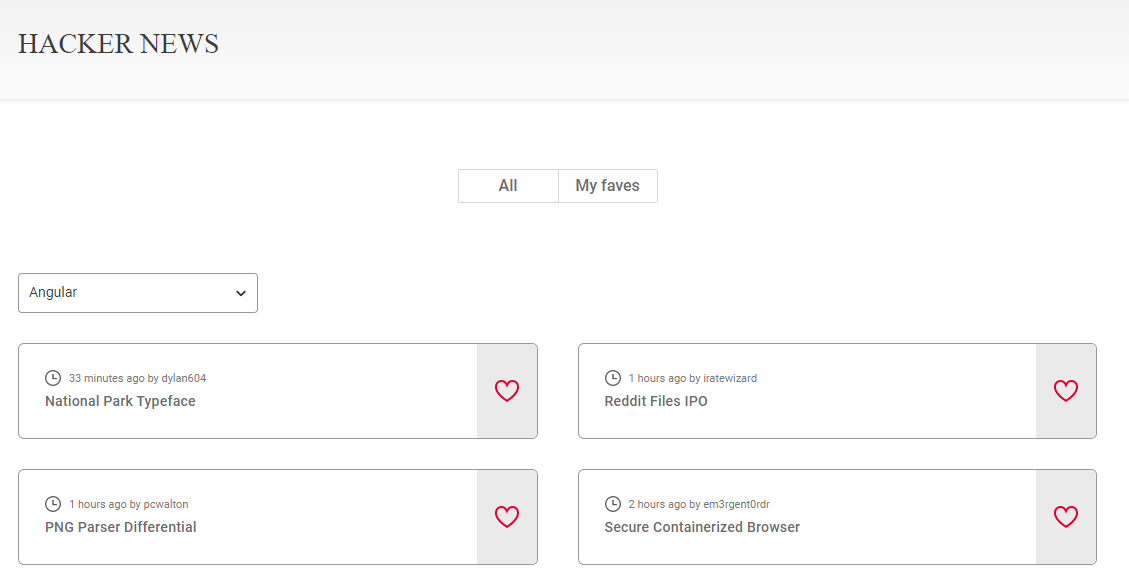 HACKER NEWS
All
My faves
Angular
33 minutes ago by dylan604
National Park Typeface
1 hours ago by iratewizard
Reddit Files IPO
1 hours ago by pcwalton
PNG Parser Differential
2 hours ago by em3rgent0rdr
Secure Containerized Browser